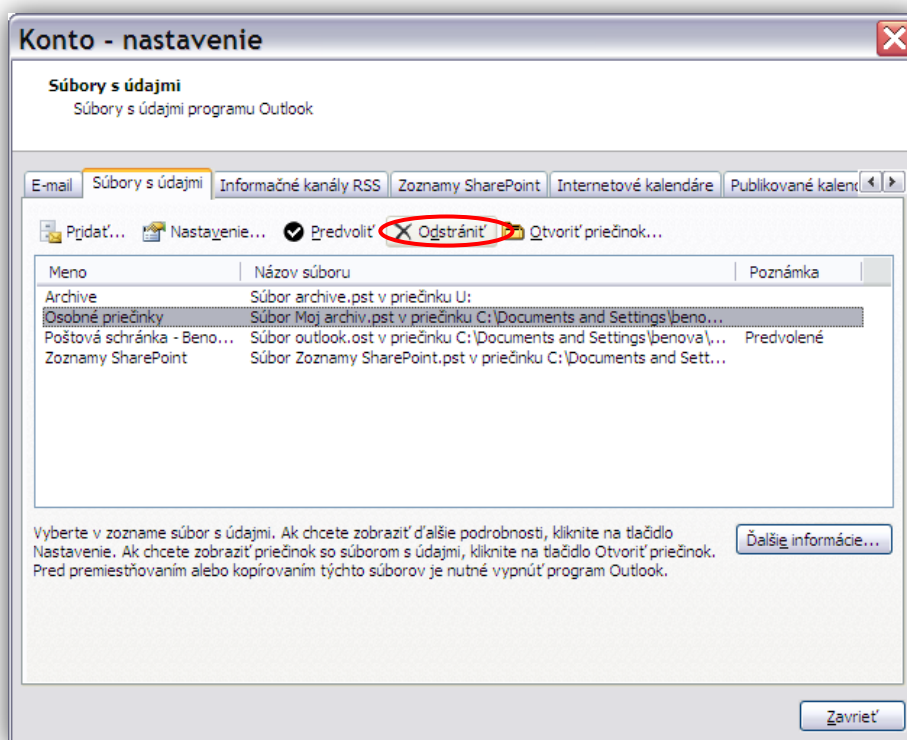 Konto - nastavenie
Súbory s údajmi
Súbory s údajmi programu Outlook
E-mail Súbory s údajmi Informačné kanály RSS Zoznamy SharePoint Internetové kalendáre Publikované kalend
Pridať... Nastavenie... Predvoliť Odstrániť Otvoriť priečinok...
Meno Názov súboru Poznámka
Archive Súbor archive.pst v priečinku U:
Osobné priečinky Súbor Moj archiv.pst v priečinku C:\Documents and Settings\beno...
Poštová schránka - Beno... Súbor outlook.ost v priečinku C:\Documents and Settings\benova\... Predvolené
Zoznamy SharePoint Súbor Zoznamy SharePoint.pst v priečinku C:\Documents and Sett...
Vyberte v zozname súbor s údajmi. Ak chcete zobraziť ďalšie podrobnosti, kliknite na tlačidlo
Nastavenie. Ak chcete zobraziť priečinok so súborom s údajmi, kliknite na tlačidlo Otvoriť priečinok.
Pred premiestňovaním alebo kopírovaním týchto súborov je nutné vypnúť program Outlook.
Ďalšie informácie...
Zavrieť